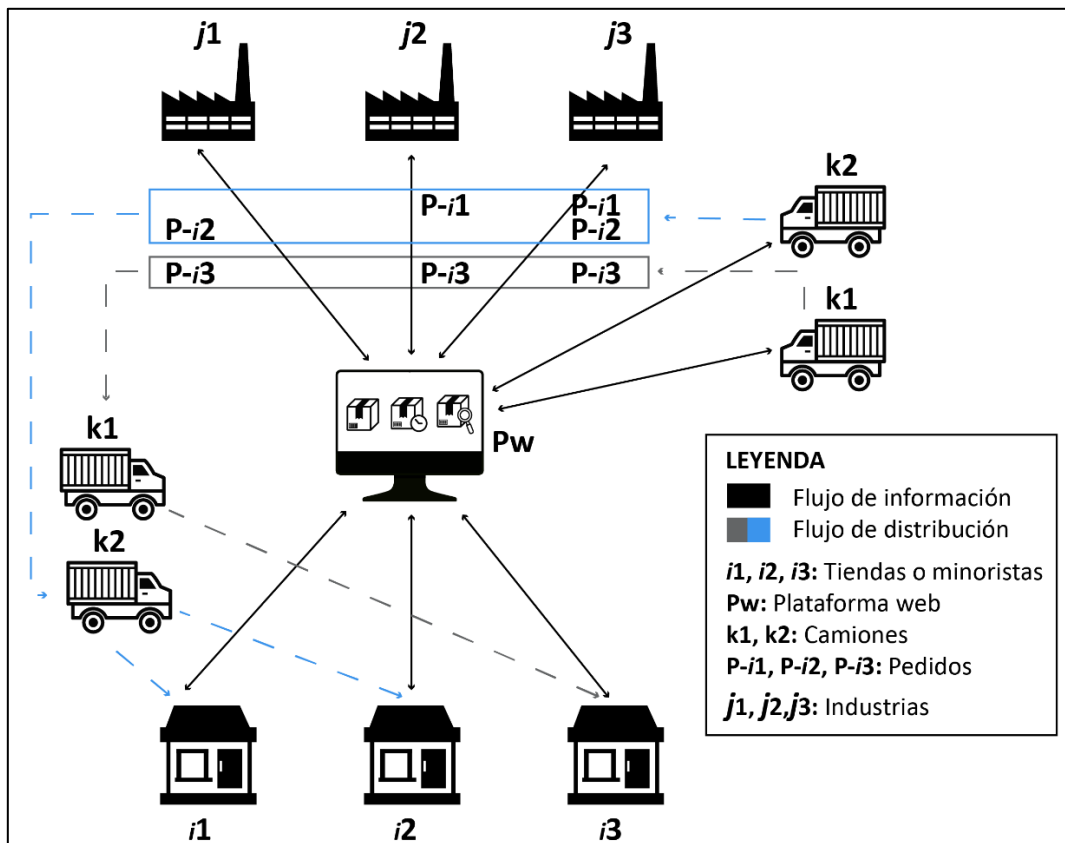 j1 j2 j3
k2
P-i1 P-i1
P-i2 P-i2
P-i3 P-i3 P-i3
k1
k1
Pw
k2
LEYENDA
Flujo de información
Flujo de distribución
i1, i2, i3: Tiendas o minoristas
Pw: Plataforma web
k1, k2: Camiones
P-i1, P-i2, P-i3: Pedidos
j1, j2,j3: Industrias
i1 i2 i3